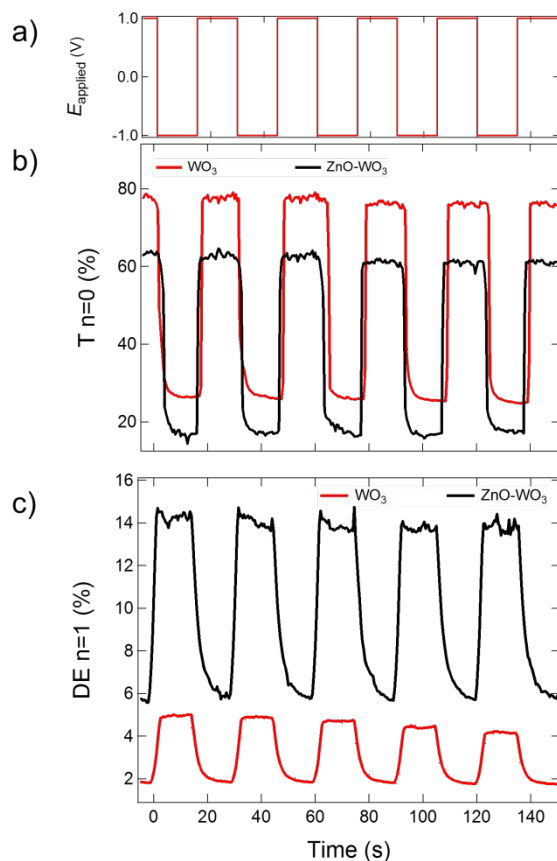 a)
E_applied (V)
1.0
0.0
-1.0
b)
WO₃
ZnO-WO₃
T n=0 (%)
80
60
40
20
c)
WO₃
ZnO-WO₃
DE n=1 (%)
16
14
12
10
8
6
4
2
0
20
40
60
80
100
120
140
Time (s)